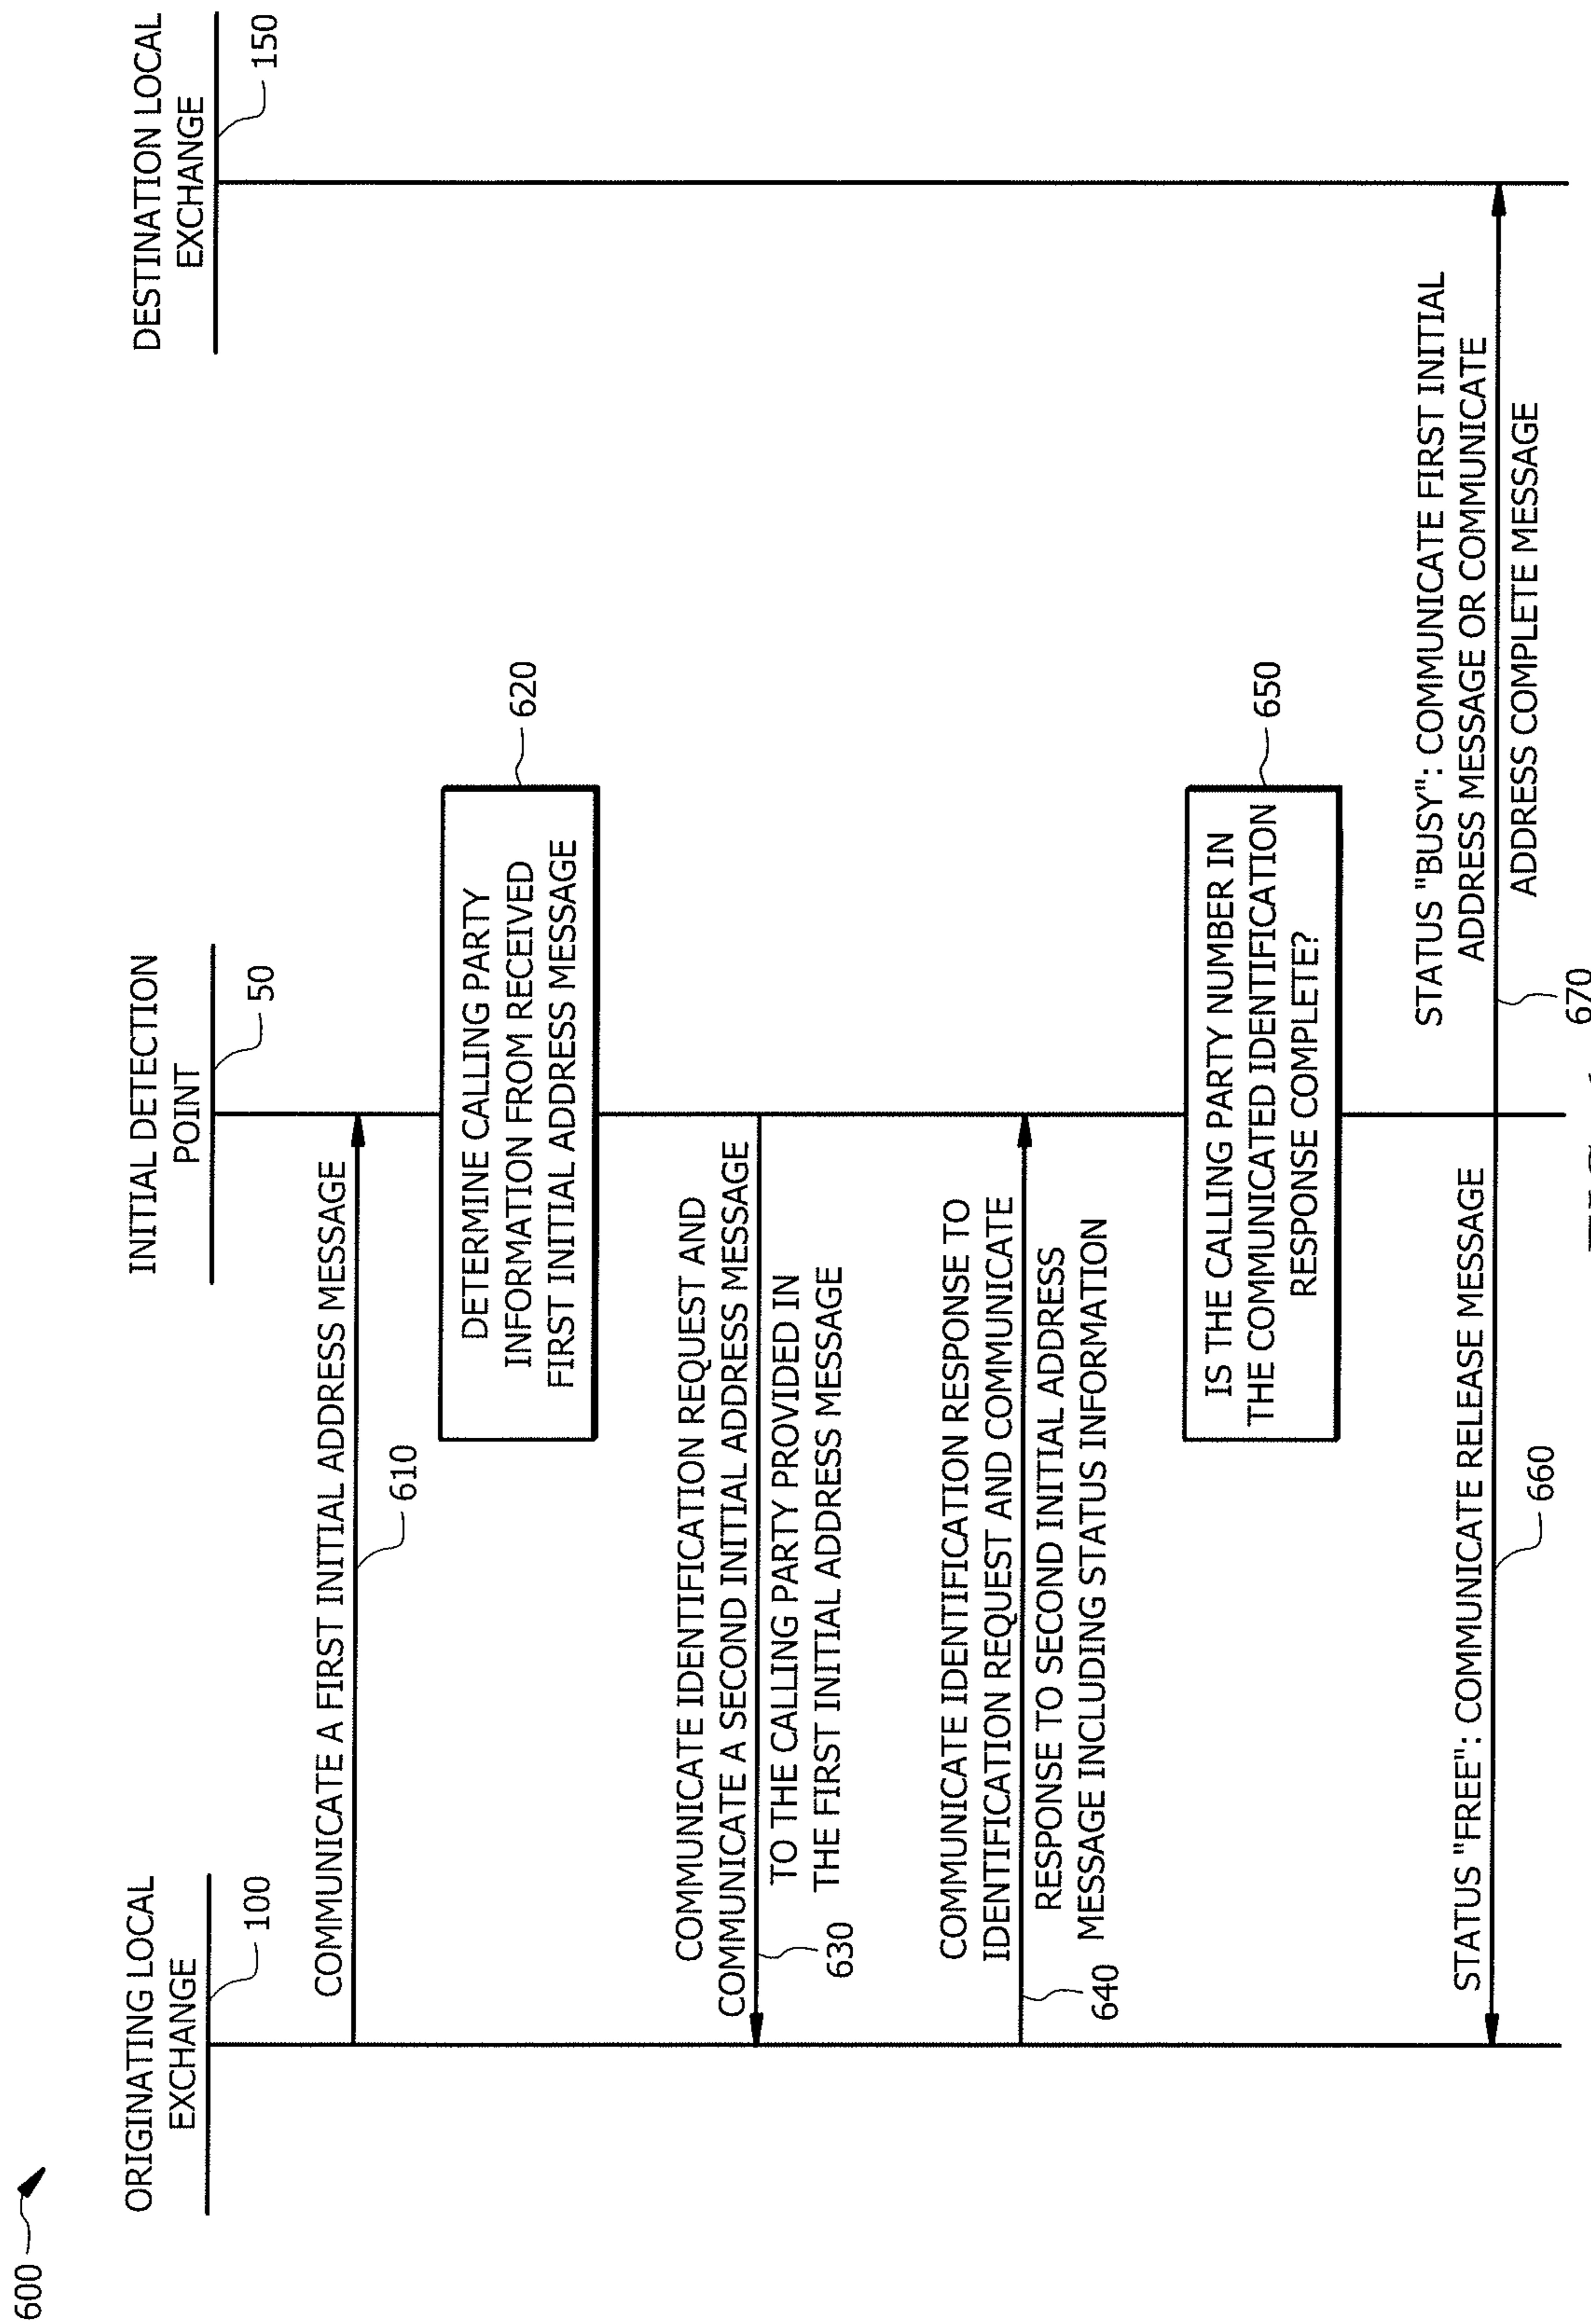 600
ORIGINATING LOCAL
EXCHANGE
100
INITIAL DETECTION
POINT
50
DESTINATION LOCAL
EXCHANGE
150
COMMUNICATE A FIRST INITIAL ADDRESS MESSAGE
610
DETERMINE CALLING PARTY
INFORMATION FROM RECEIVED
FIRST INITIAL ADDRESS MESSAGE
620
COMMUNICATE IDENTIFICATION REQUEST AND
COMMUNICATE A SECOND INITIAL ADDRESS MESSAGE
TO THE CALLING PARTY PROVIDED IN
THE FIRST INITIAL ADDRESS MESSAGE
630
COMMUNICATE IDENTIFICATION RESPONSE TO
IDENTIFICATION REQUEST AND COMMUNICATE
RESPONSE TO SECOND INITIAL ADDRESS
MESSAGE INCLUDING STATUS INFORMATION
640
IS THE CALLING PARTY NUMBER IN
THE COMMUNICATED IDENTIFICATION
RESPONSE COMPLETE?
650
STATUS "FREE": COMMUNICATE RELEASE MESSAGE
660
STATUS "BUSY": COMMUNICATE FIRST INITIAL
ADDRESS MESSAGE OR COMMUNICATE
ADDRESS COMPLETE MESSAGE
670